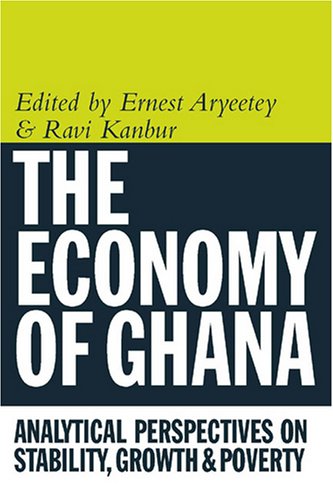 Edited by Ernest Aryeetey
& Ravi Kanbur
THE
ECONOMY
OF GHANA
ANALYTICAL PERSPECTIVES ON
STABILITY, GROWTH & POVERTY